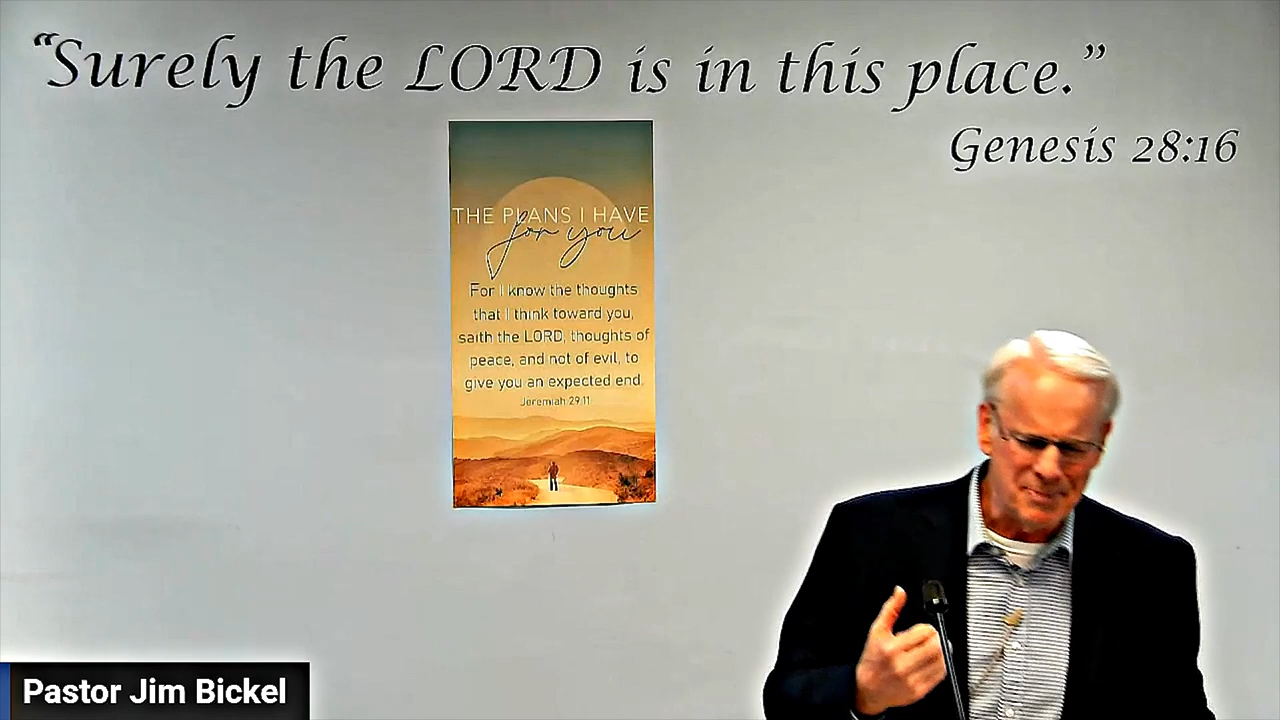 “Surely the LORD is in this place.”
Genesis 28:16
THE PLANS I HAVE
for you
For I know the thoughts
that I think toward you,
saith the LORD, thoughts of
peace, and not of evil, to
give you an expected end.
Jeremiah 29:11
Pastor Jim Bickel